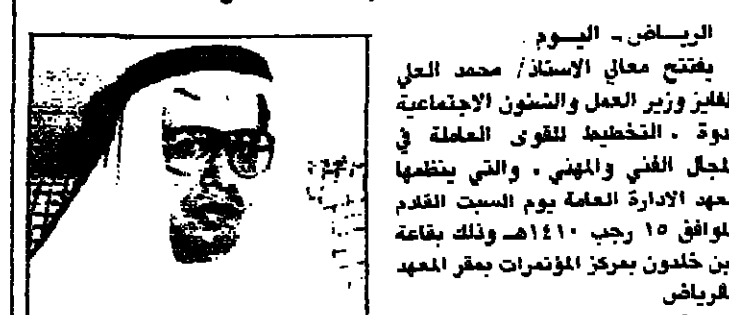 الرياض - اليوم
يفتتح معالي الاستاذ/ محمد العلي
الفايز وزير العمل والشئون الاجتماعية
ندوة « التخطيط للقوى العاملة في
المجال الفني والمهني » والتي ينظمها
معهد الادارة العامة يوم السبت القادم
الموافق ١٥ رجب ١٤١٠هـ وذلك بقاعة
ابن خلدون بمركز المؤتمرات بمقر المعهد
بالرياض